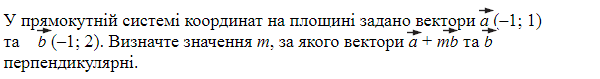 У прямокутній системі координат на площині задано вектори a⃗ (–1; 1)
та b⃗ (–1; 2). Визначте значення m, за якого вектори a⃗ + mb⃗ та b⃗
перпендикулярні.